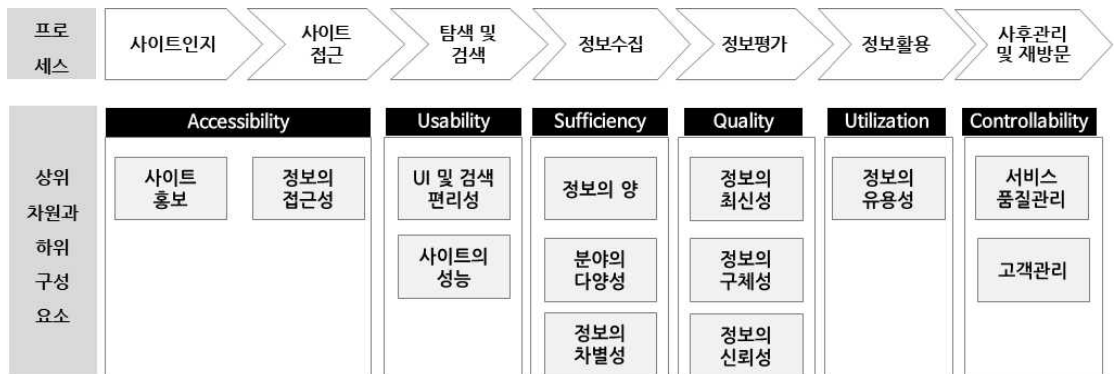 프로
세스
사이트인지
사이트
접근
탐색 및
검색
정보수집
정보평가
정보활용
사후관리
및 재방문
상위
차원과
하위
구성
요소
Accessibility
사이트
홍보
정보의
접근성
Usability
UI 및 검색
편리성
사이트의
성능
Sufficiency
정보의 양
분야의
다양성
정보의
차별성
Quality
정보의
최신성
정보의
구체성
정보의
신뢰성
Utilization
정보의
유용성
Controllability
서비스
품질관리
고객관리